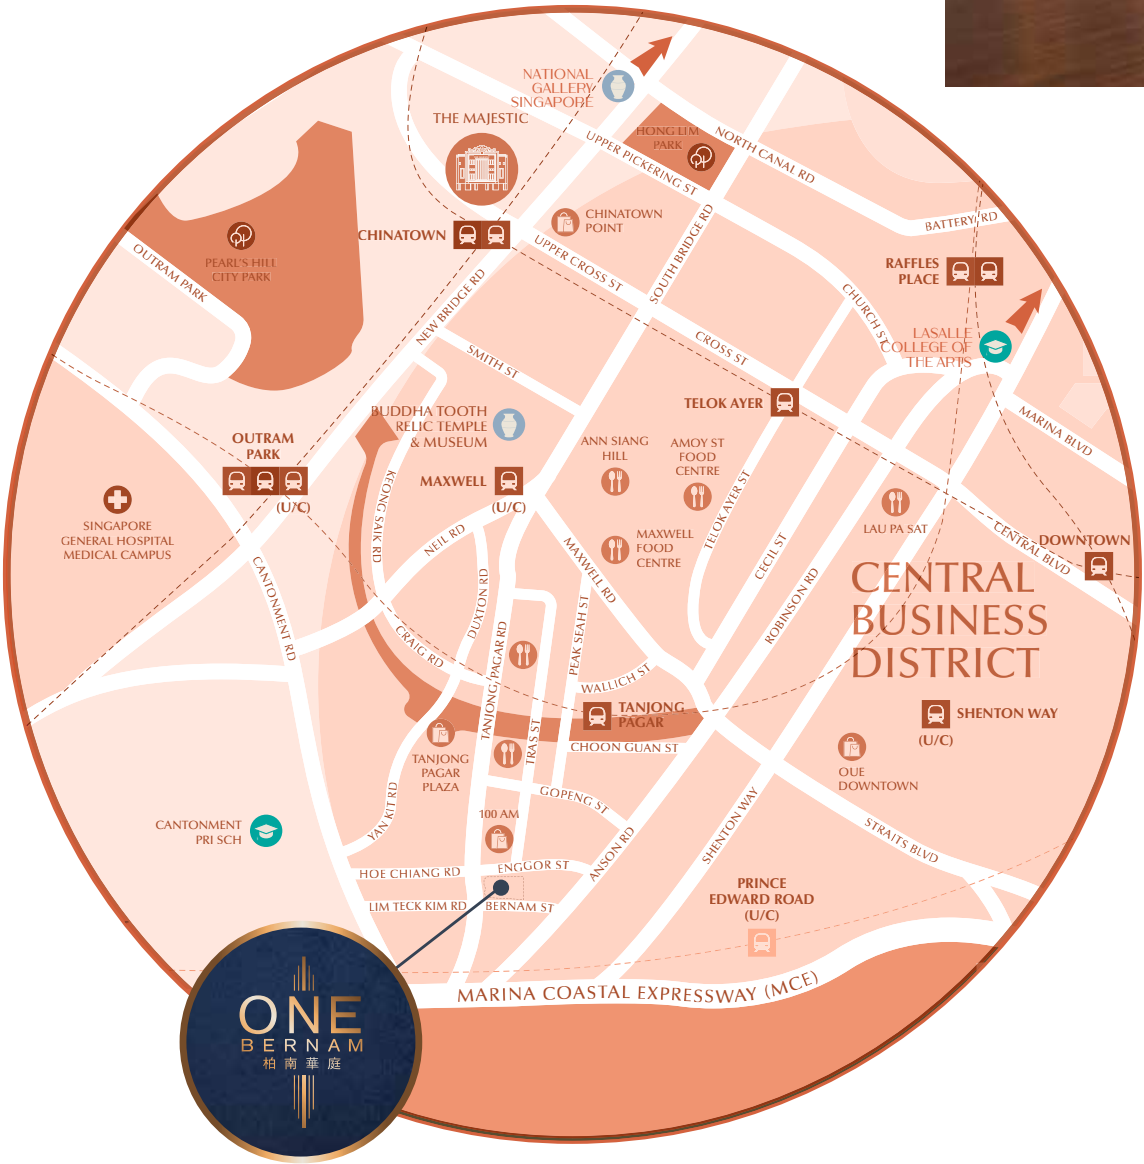 NATIONAL
GALLERY
SINGAPORE
THE MAJESTIC
HONG LIM
PARK
NORTH CANAL RD
UPPER PICKERING ST
CHINATOWN
POINT
BATTERY RD
CHINATOWN
UPPER CROSS ST
SOUTH BRIDGE RD
RAFFLES
PLACE
PEARL'S HILL
CITY PARK
OUTRAM PARK
NEW BRIDGE RD
CHURCH ST
LASALLE
COLLEGE OF
THE ARTS
SMITH ST
CROSS ST
TELOK AYER
MARINA BLVD
BUDDHA TOOTH
RELIC TEMPLE
& MUSEUM
OUTRAM
PARK
(U/C)
ANN SIANG
HILL
AMOY ST
FOOD
CENTRE
MAXWELL
(U/C)
KEONG SAIK RD
TELOK AYER ST
LAU PA SAT
SINGAPORE
GENERAL HOSPITAL
MEDICAL CAMPUS
NEIL RD
MAXWELL
FOOD
CENTRE
CECIL ST
CENTRAL BLVD
DOWNTOWN
MAXWELL RD
CENTRAL
BUSINESS
DISTRICT
CANTONMENT RD
DUXTON RD
ROBINSON RD
CRAIG RD
TANJONG PAGAR RD
PEAK SEAH ST
WALLICH ST
TANJONG
PAGAR
SHENTON WAY
(U/C)
TRAS ST
CHOON GUAN ST
TANJONG
PAGAR
PLAZA
OUE
DOWNTOWN
GOPENG ST
YAN KIT RD
100 AM
SHENTON WAY
STRAITS BLVD
CANTONMENT
PRI SCH
ANSON RD
HOE CHIANG RD
ENGGOR ST
PRINCE
EDWARD ROAD
(U/C)
LIM TECK KIM RD
BERNAM ST
MARINA COASTAL EXPRESSWAY (MCE)
ONE
BERNAM
柏南華庭